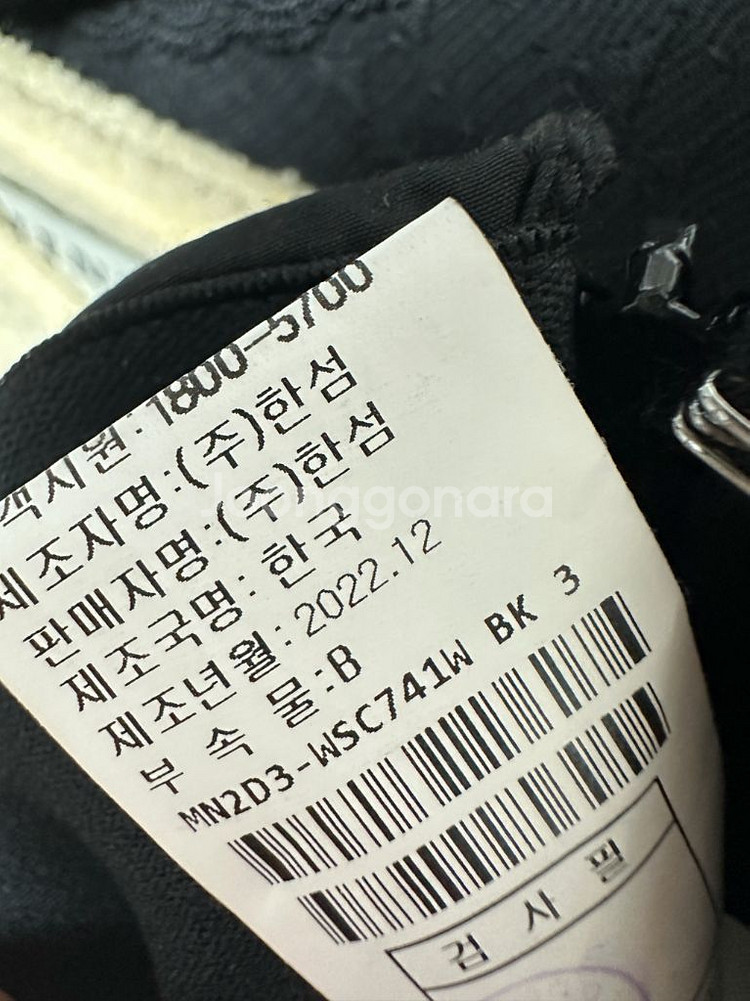 객지원:1800-5700
제조자명:(주)한섬
판매자명:(주)한섬
제조국명:한국
제조년월:2022.12
부 속 물:B
MN2D3-WSC741W BK 3
검 사 필
Joonggonara